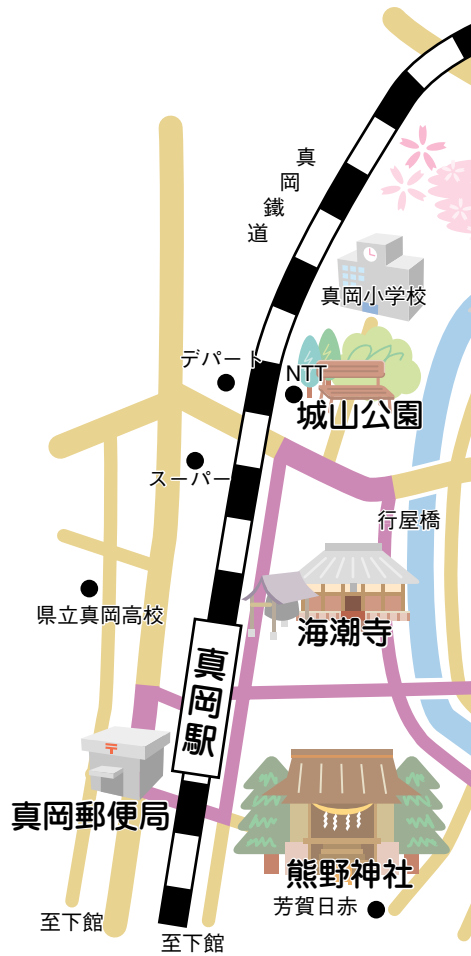 真岡鐵道
真岡小学校
デパート
NTT
城山公園
スーパー
行屋橋
県立真岡高校
海潮寺
真岡駅
真岡郵便局
熊野神社
芳賀日赤
至下館
至下館